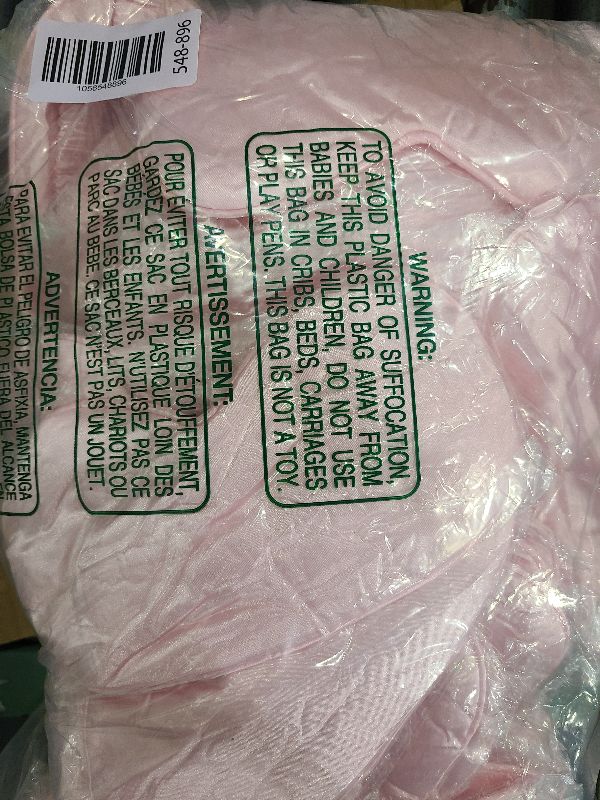 1056548896
548-896
WARNING:
TO AVOID DANGER OF SUFFOCATION,
KEEP THIS PLASTIC BAG AWAY FROM
BABIES AND CHILDREN, DO NOT USE
THIS BAG IN CRIBS, BEDS, CARRIAGES
OR PLAY PENS. THIS BAG IS NOT A TOY.
AVERTISSEMENT:
POUR ÉVITER TOUT RISQUE D'ÉTOUFFEMENT,
GARDEZ CE SAC EN PLASTIQUE LOIN DES
BÉBÉS ET LES ENFANTS. N'UTILISEZ PAS CE
SAC DANS LES BERCEAUX, LITS, CHARIOTS OU
PARC AU BEBE. CE SAC N'EST PAS UN JOUET.
ADVERTENCIA:
PARA EVITAR EL PELIGRO DE ASFIXIA, MANTENGA
ESTA BOLSA DE PLASTICO FUERA DEL ALCANCE